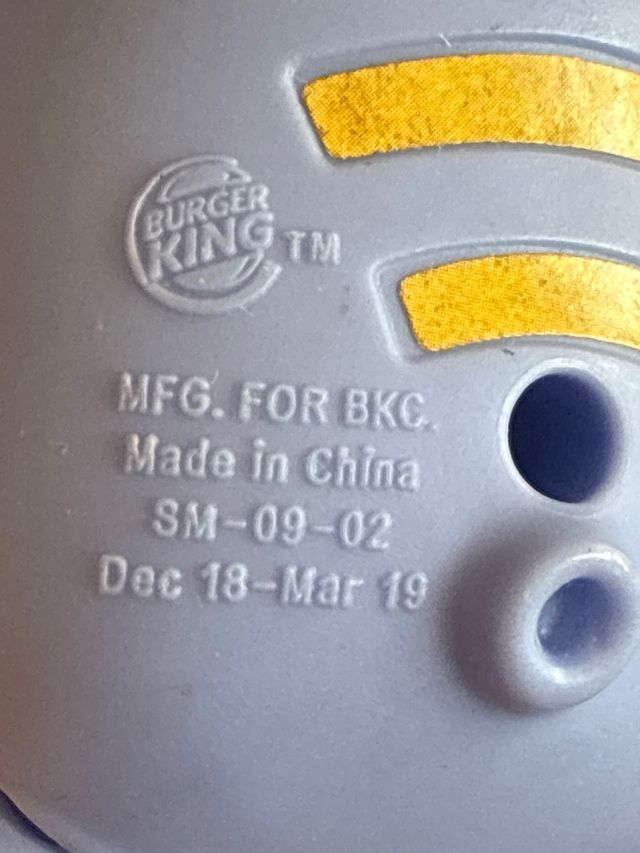 BURGER
KING TM
MFG. FOR BKC.
Made in China
SM-09-02
Dec 18-Mar 19